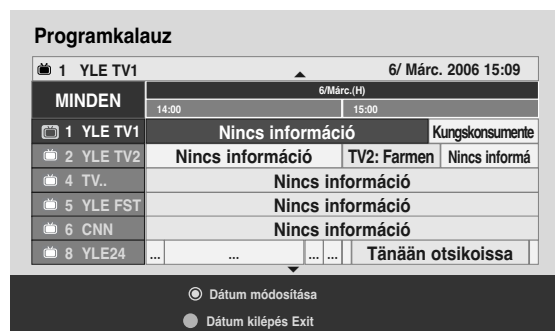 Programkalauz
1 YLE TV1 6/ Márc. 2006 15:09
MINDEN 6/Márc.(H)
14:00 15:00
1 YLE TV1 Nincs információ Kungskonsumente
2 YLE TV2 Nincs információ TV2: Farmen Nincs informá
4 TV.. Nincs információ
5 YLE FST Nincs információ
6 CNN Nincs információ
8 YLE24 ... ... ... ... Tänään otsikoissa
Dátum módosítása
Dátum kilépés Exit